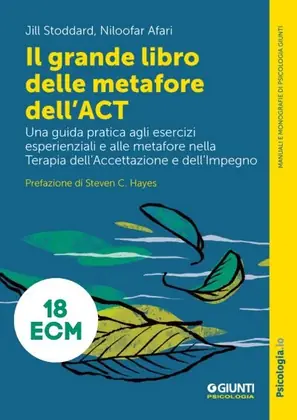 Jill Stoddard, Niloofar Afari
Il grande libro
delle metafore
dell'ACT
Una guida pratica agli esercizi
esperienziali e alle metafore nella
Terapia dell'Accettazione e dell'Impegno
Prefazione di Steven C. Hayes
MANUALI E MONOGRAFIE DI PSICOLOGIA GIUNTI
18
ECM
Psicologia.io
GIUNTI
PSICOLOGIA